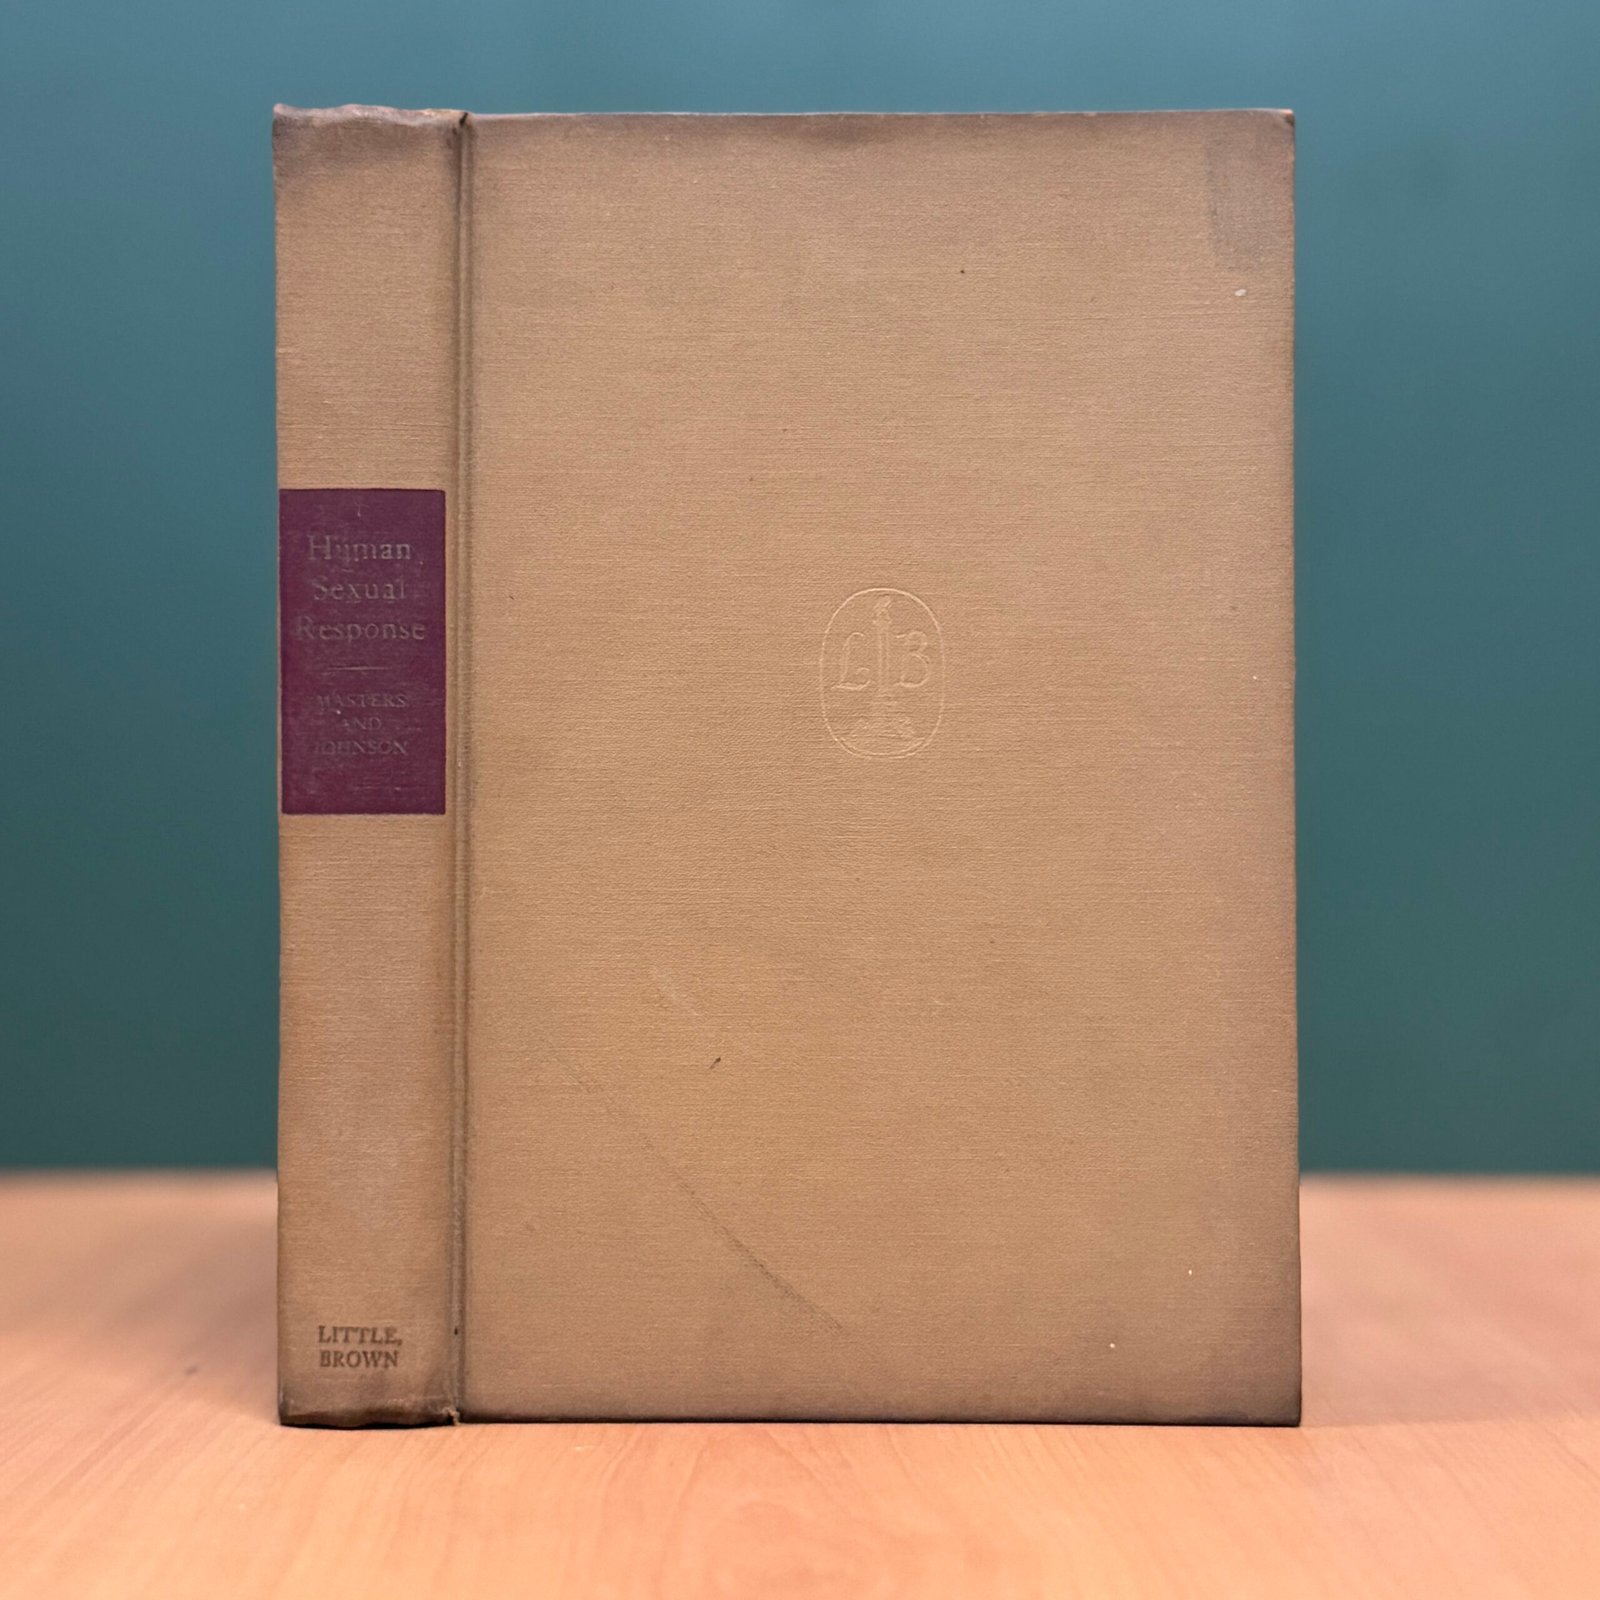 Human
Sexual
Response
MASTERS
AND
JOHNSON
LITTLE,
BROWN
L B